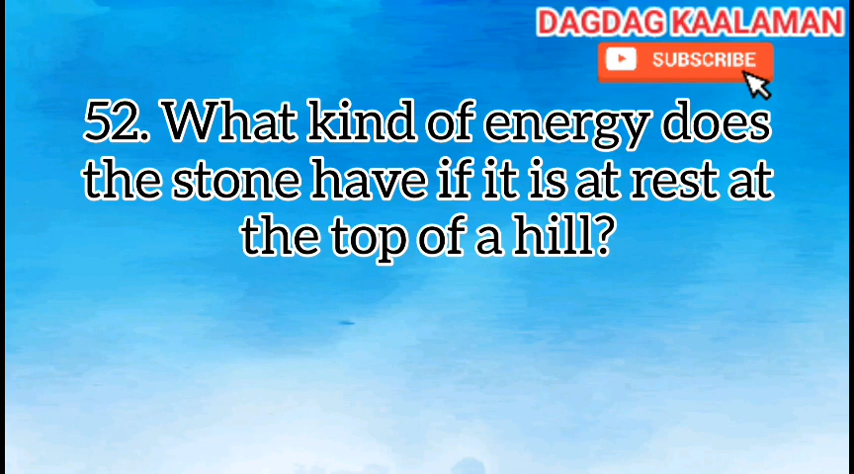 DAGDAG KAALAMAN
SUBSCRIBE
52. What kind of energy does
the stone have if it is at rest at
the top of a hill?